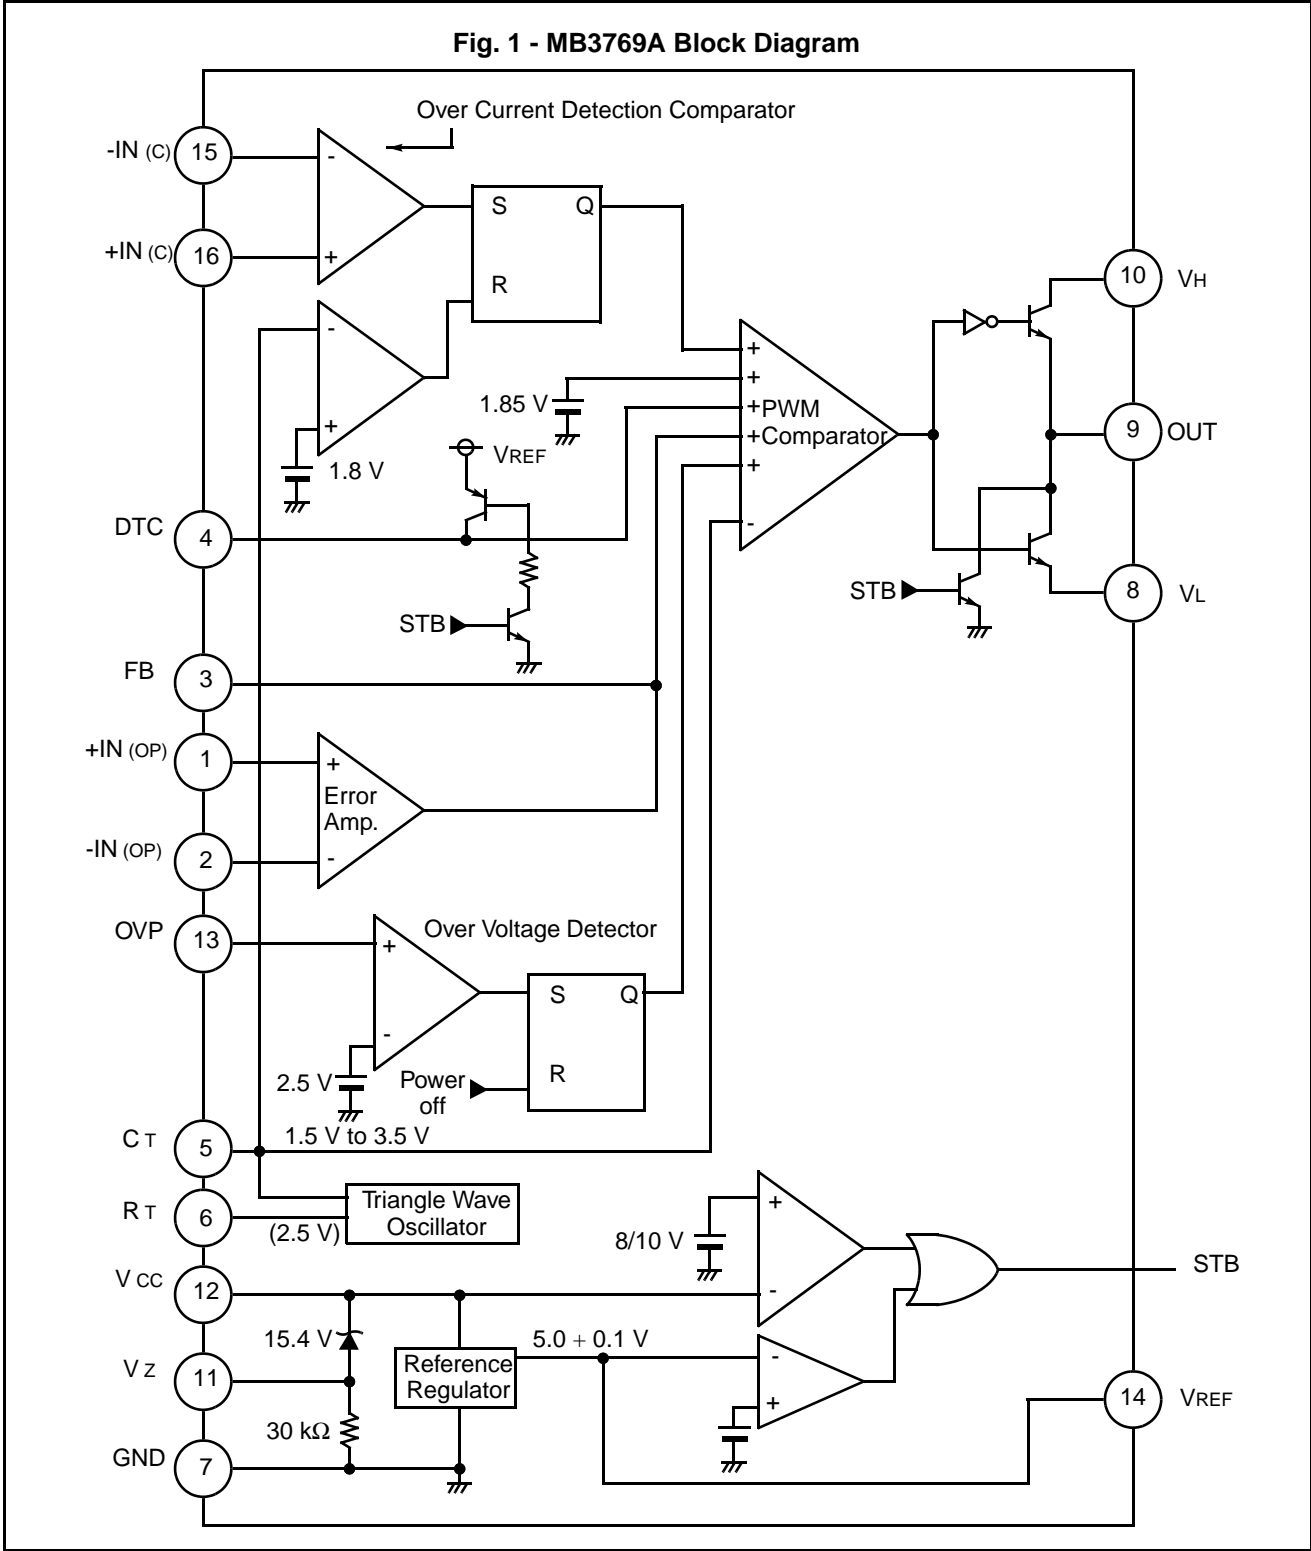 Fig. 1 - MB3769A Block Diagram
Over Current Detection Comparator
-IN (C)
15
-
+IN (C)
16
+
S
Q
R
-
+
1.8 V
10
VH
+
+
+PWM
+Comparator
+
-
1.85 V
VREF
9
OUT
DTC
4
STB
STB
8
VL
FB
3
+IN (OP)
1
+
Error
Amp.
-IN (OP)
2
-
OVP
13
+
-
Over Voltage Detector
S
Q
R
2.5 V
Power
off
C T
5
1.5 V to 3.5 V
R T
6
(2.5 V)
Triangle Wave
Oscillator
8/10 V
+
-
STB
V CC
12
15.4 V
5.0 + 0.1 V
-
+
V Z
11
Reference
Regulator
14
VREF
30 kΩ
GND
7